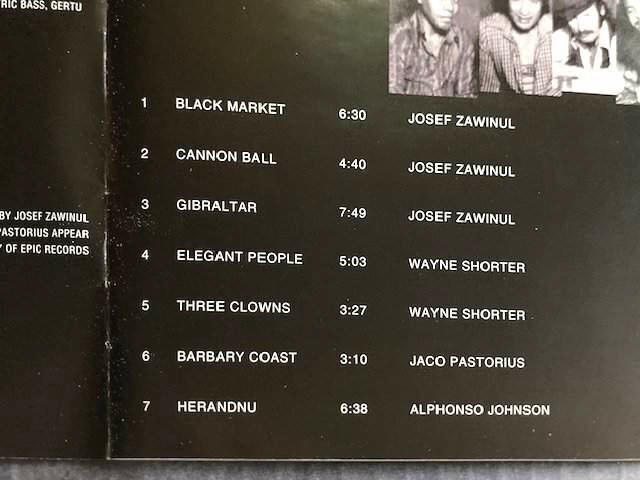 RIC BASS, GERTU
BY JOSEF ZAWINUL
PASTORIUS APPEAR
OF EPIC RECORDS
1 BLACK MARKET 6:30 JOSEF ZAWINUL
2 CANNON BALL 4:40 JOSEF ZAWINUL
3 GIBRALTAR 7:49 JOSEF ZAWINUL
4 ELEGANT PEOPLE 5:03 WAYNE SHORTER
5 THREE CLOWNS 3:27 WAYNE SHORTER
6 BARBARY COAST 3:10 JACO PASTORIUS
7 HERANDNU 6:38 ALPHONSO JOHNSON